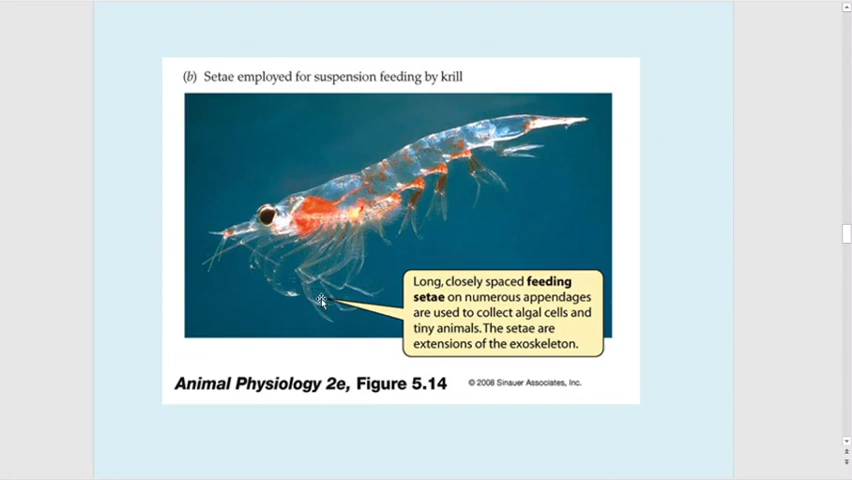 (b) Setae employed for suspension feeding by krill
Long, closely spaced feeding
setae on numerous appendages
are used to collect algal cells and
tiny animals. The setae are
extensions of the exoskeleton.
Animal Physiology 2e, Figure 5.14 © 2008 Sinauer Associates, Inc.